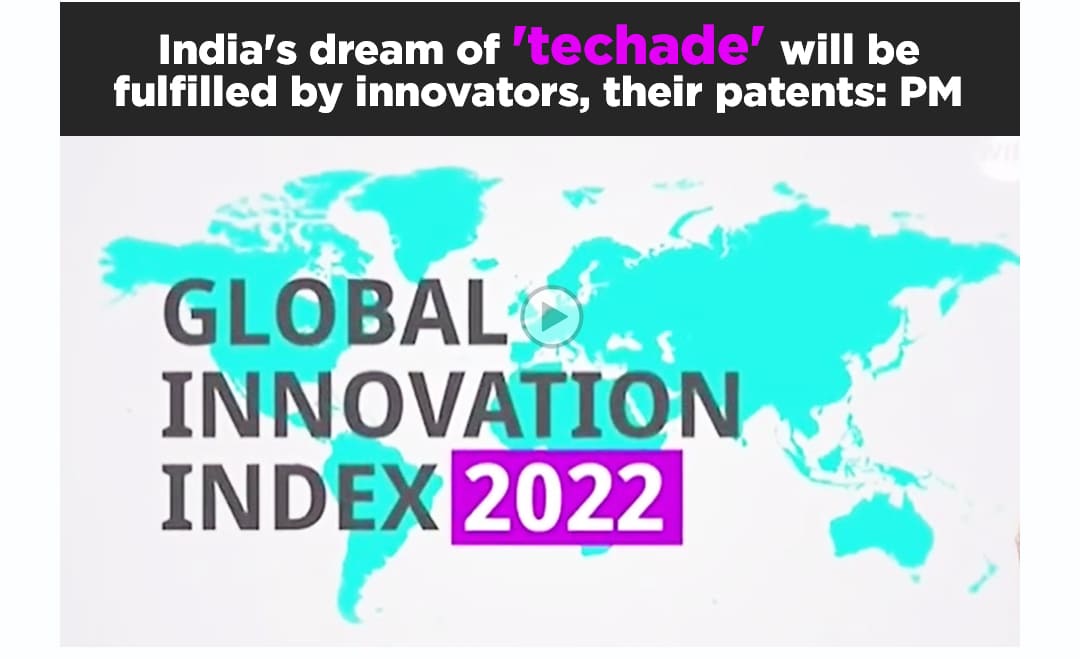 India's dream of 'techade' will be
fulfilled by innovators, their patents: PM
GLOBAL
INNOVATION
INDEX 2022